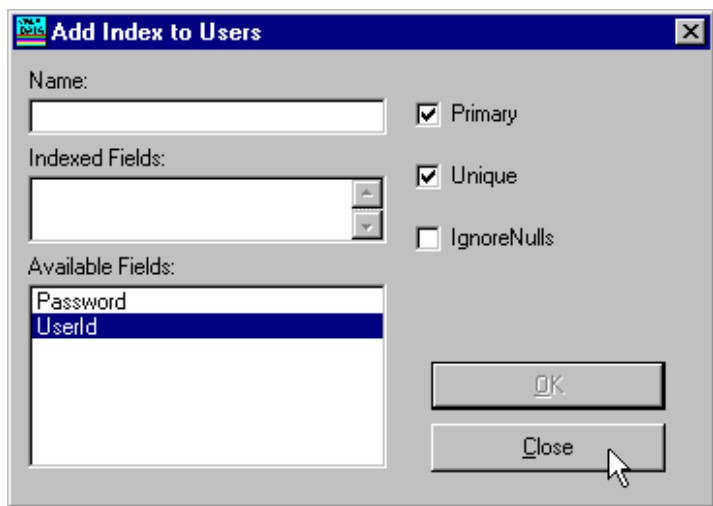 Add Index to Users
Name:
Primary
Indexed Fields:
Unique
IgnoreNulls
Available Fields:
Password
UserId
OK
Close